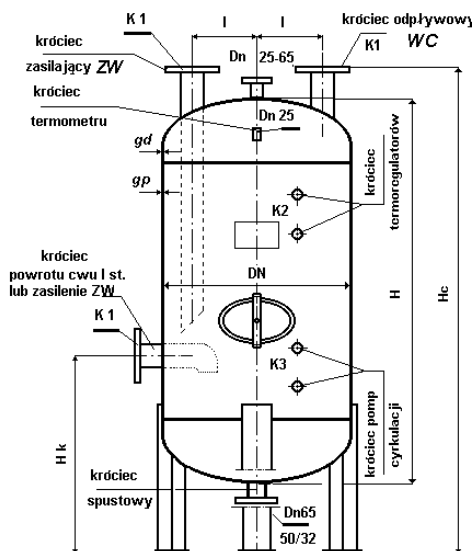 l l
K 1
króciec odpływowy
K1 WC
króciec
zasilający ZW
Dn 25-65
króciec
termometru
Dn 25
gd
gp
K2
króciec
termoregulatorów
DN
H
Hc
króciec
powrotu cwu I st.
lub zasilenie ZW
K 1
K3
króciec pomp
cyrkulacji
H k
króciec
spustowy
Dn65
50/32